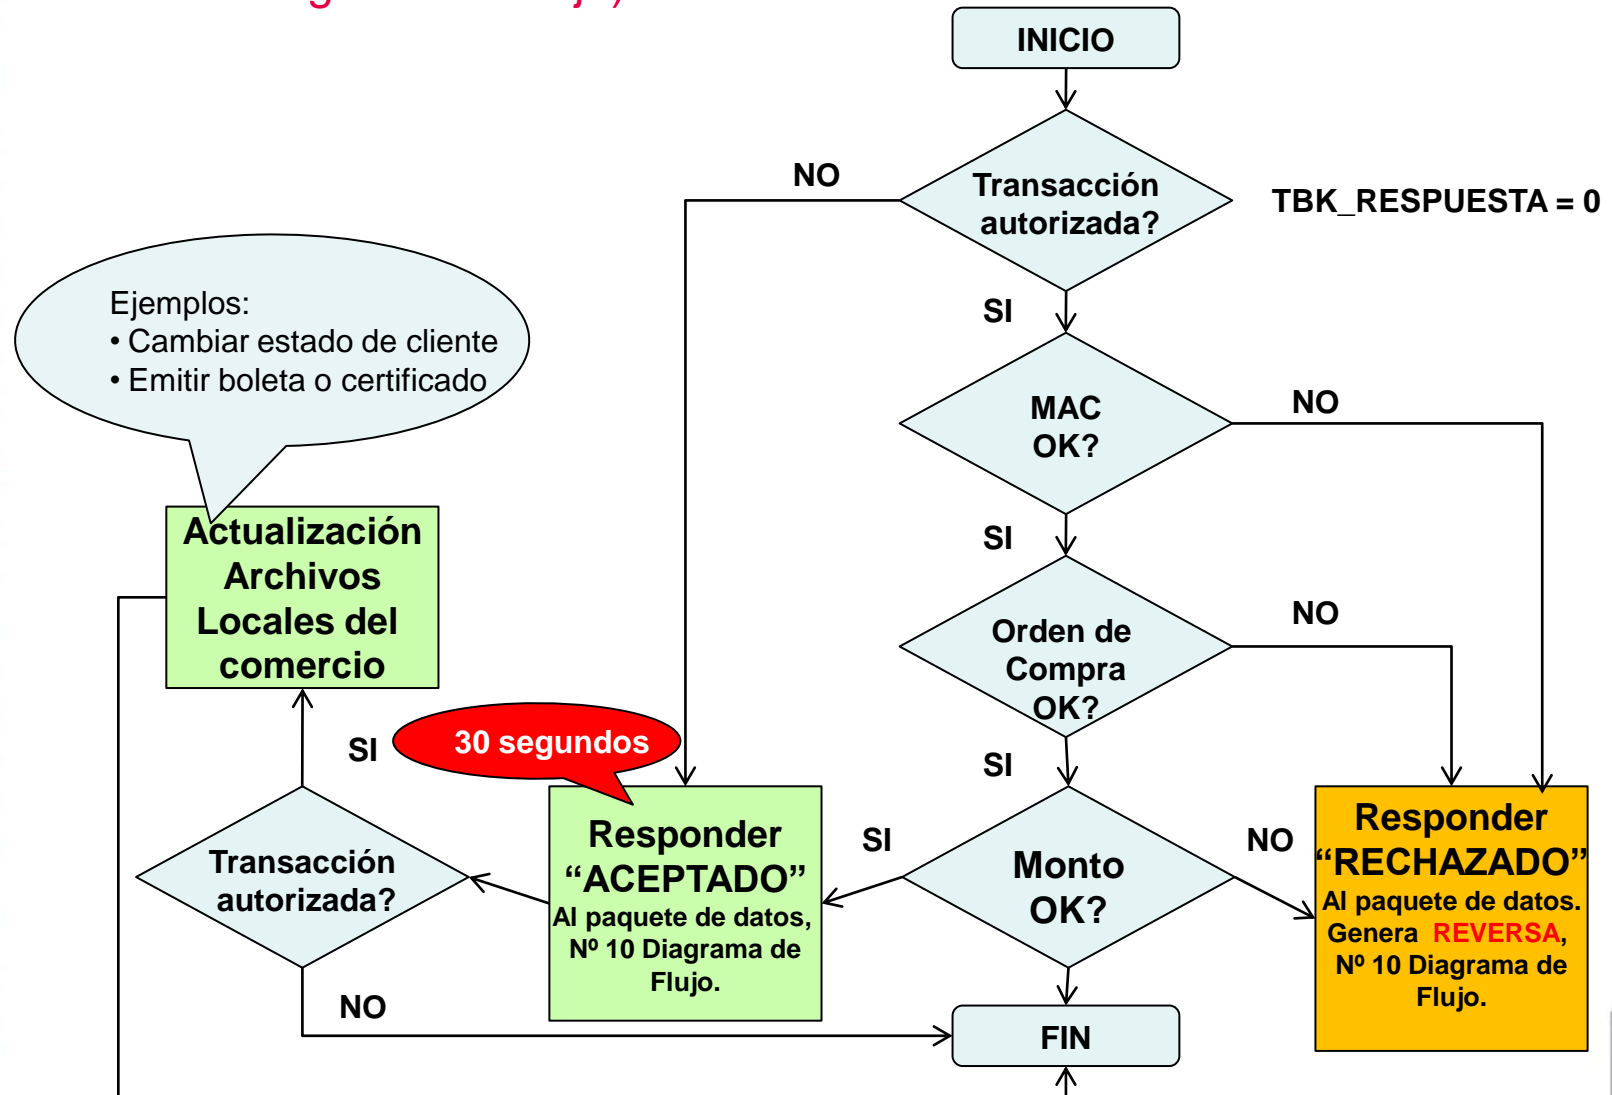 INICIO
NO
Transacción
autorizada?
TBK_RESPUESTA = 0
SI
Ejemplos:
• Cambiar estado de cliente
• Emitir boleta o certificado
MAC
OK?
NO
SI
Actualización
Archivos
Locales del
comercio
Orden de
Compra
OK?
NO
SI
30 segundos
SI
Transacción
autorizada?
NO
Responder
“ACEPTADO”
Al paquete de datos,
Nº 10 Diagrama de
Flujo.
SI
Monto
OK?
NO
Responder
“RECHAZADO”
Al paquete de datos.
Genera REVERSA,
Nº 10 Diagrama de
Flujo.
FIN